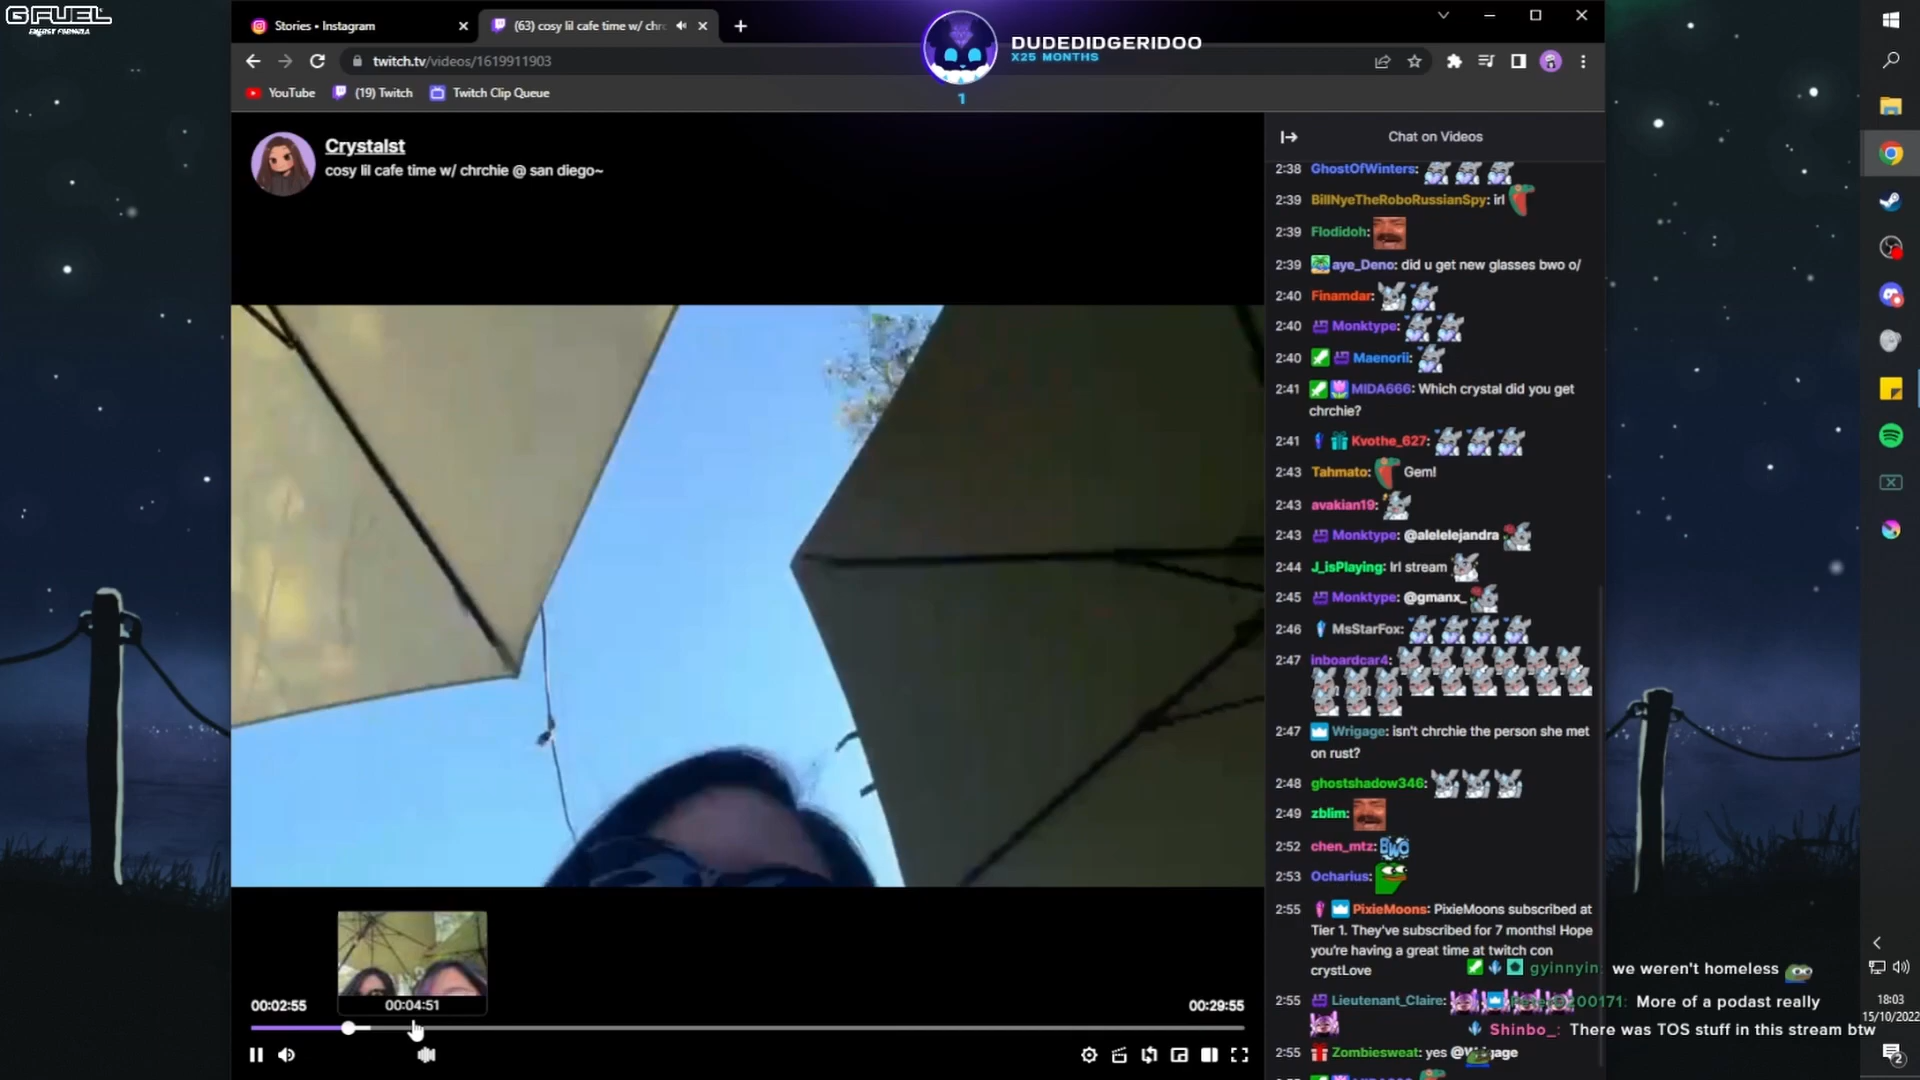 G FUEL
ENERGY FORMULA
Stories • Instagram
(63) cosy lil cafe time w/ chrc
DUDEDIDGERIDOO
X25 MONTHS
1
twitch.tv/videos/1619911903
YouTube
(19) Twitch
Twitch Clip Queue
Crystalst
cosy lil cafe time w/ chrchie @ san diego~
Chat on Videos
2:38 GhostOfWinters:
2:39 BillNyeTheRoboRussianSpy: irl
2:39 Flodidoh:
2:39 aye_Deno: did u get new glasses bwo o/
2:40 Finamdar:
2:40 Monktype:
2:40 Maenorii:
2:41 MIDA666: Which crystal did you get
chrchie?
2:41 Kvothe_627:
2:43 Tahmato: Gem!
2:43 avakian19:
2:43 Monktype: @alelelejandra
2:44 J_isPlaying: Irl stream
2:45 Monktype: @gmanx_
2:46 MsStarFox:
2:47 inboardcar4:
2:47 Wrigage: isn't chrchie the person she met
on rust?
2:48 ghostshadow346:
2:49 zblim:
2:52 chen_mtz: BWO
2:53 Ocharius:
2:55 PixieMoons: PixieMoons subscribed at
Tier 1. They've subscribed for 7 months! Hope
you're having a great time at twitch con
crystLove
2:55 Lieutenant_Claire:
2:55 Zombiesweat: yes
gyinnyin: we weren't homeless
More of a podast really
Shinbo_: There was TOS stuff in this stream btw
00:02:55
00:04:51
00:29:55
18:03
15/10/2022
2